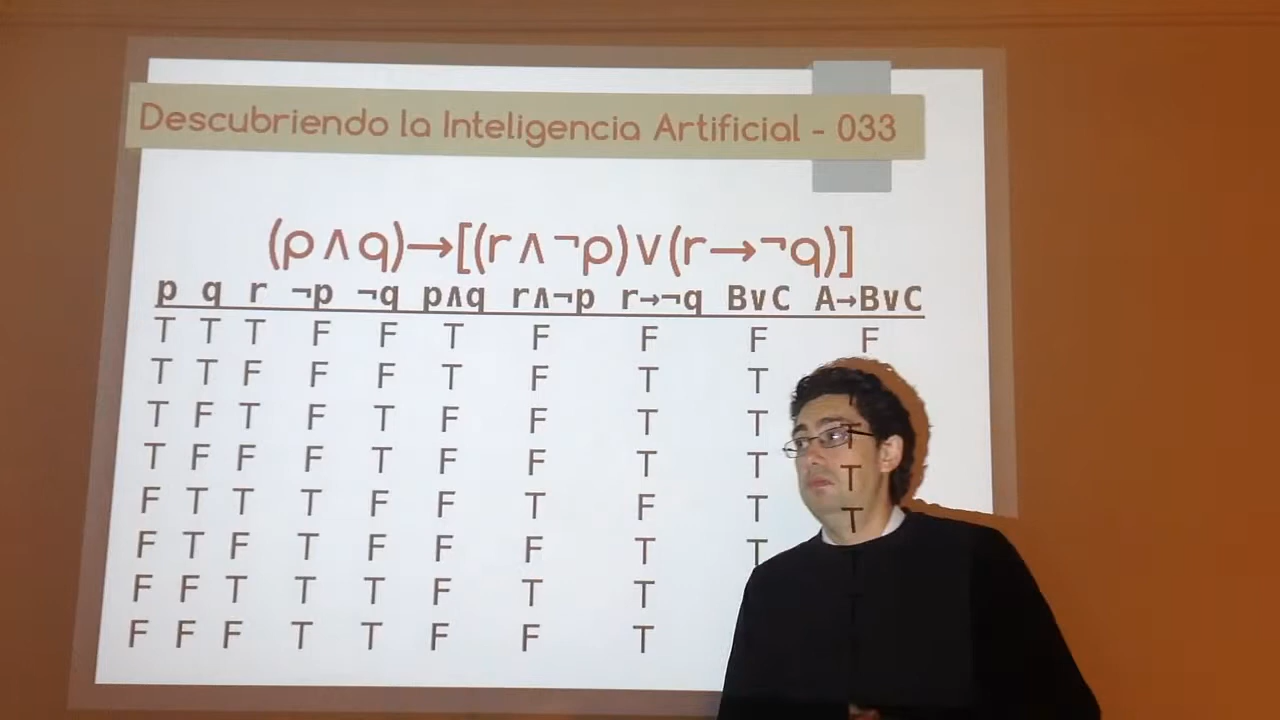 Descubriendo la Inteligencia Artificial - 033
(p∧q)→[(r∧¬p)∨(r→¬q)]
p q r ¬p ¬q p∧q r∧¬p r→¬q B∨C A→B∨C
T T T F F T F F F F
T T F F F T F T T T
T F T F T F F T T T
T F F F T F F T T T
F T T T F F T F T T
F T F T F F F T T
F F T T T F T T
F F F T T F F T